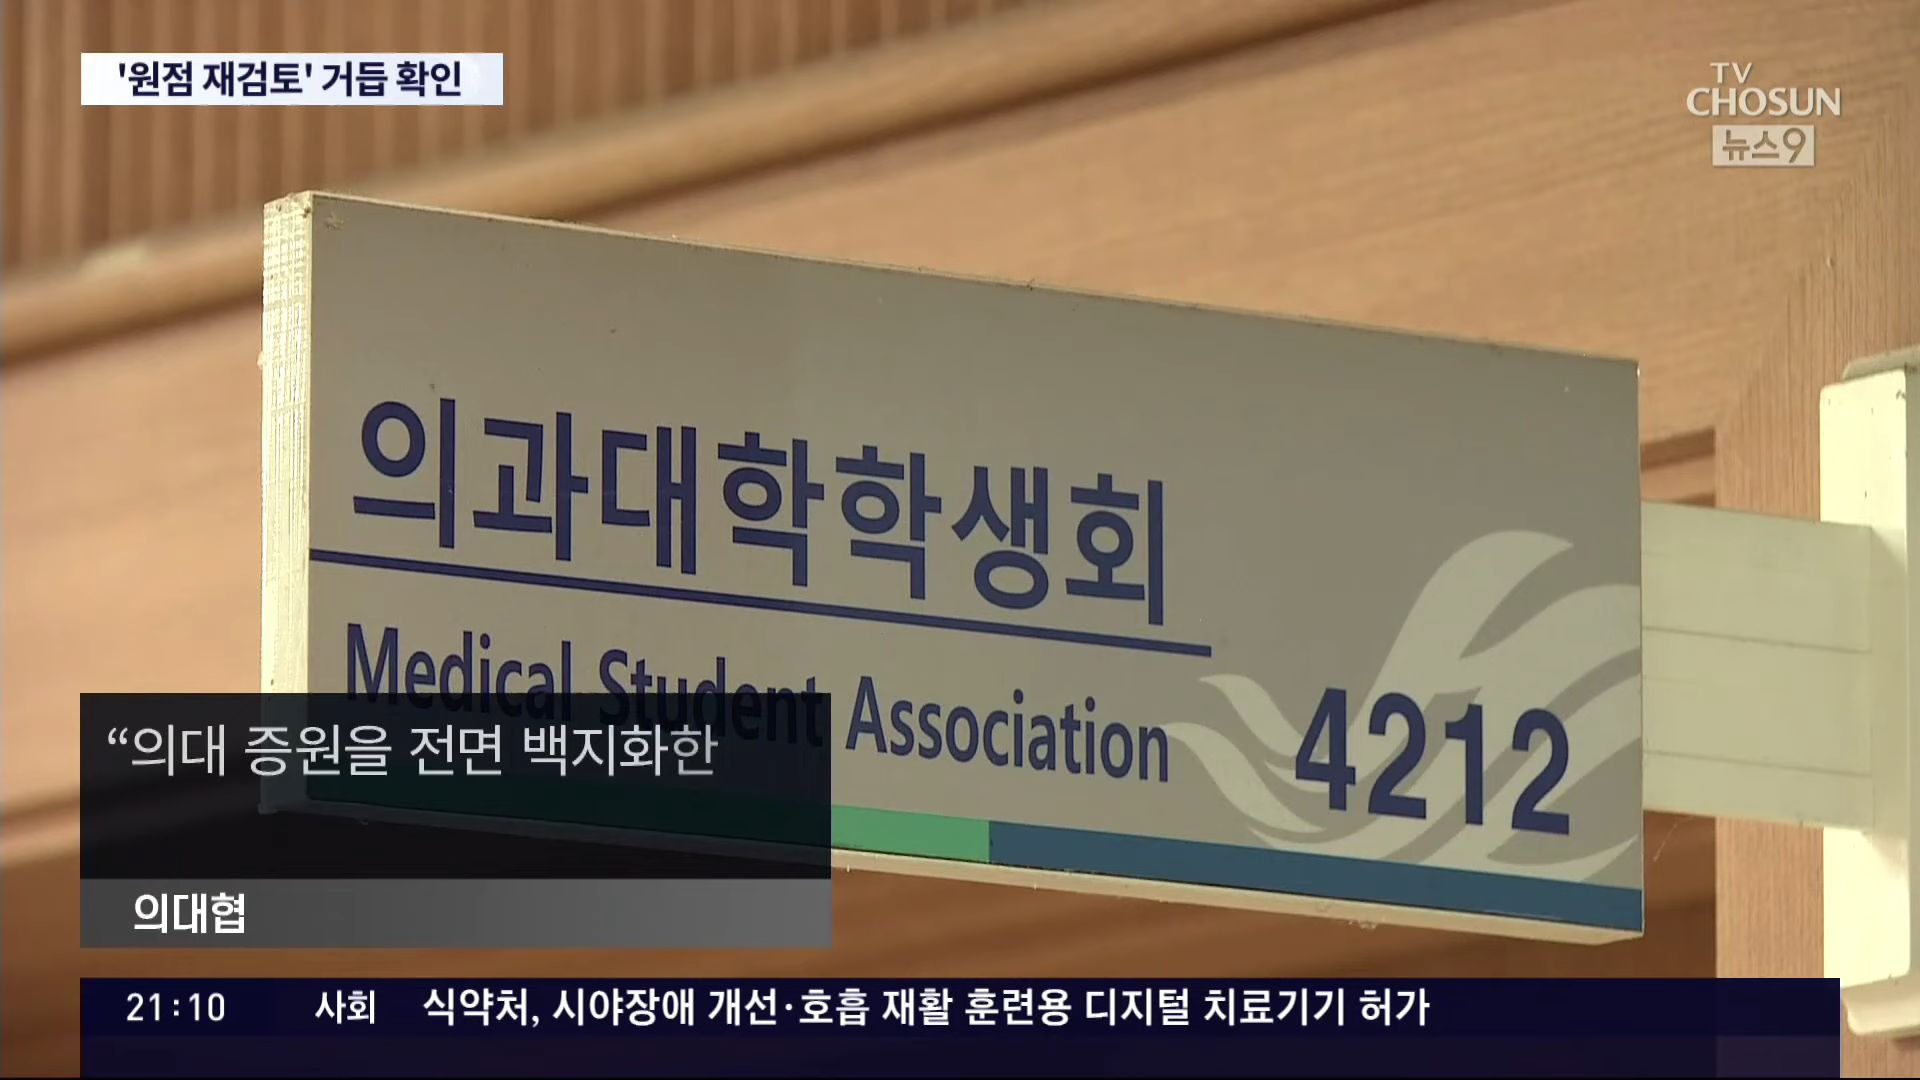 '원점 재검토' 거듭 확인
TV
CHOSUN
뉴스9
의과대학학생회
Medical Student Association
4212
“의대 증원을 전면 백지화한
의대협
21:10 사회 식약처, 시야장애 개선·호흡 재활 훈련용 디지털 치료기기 허가